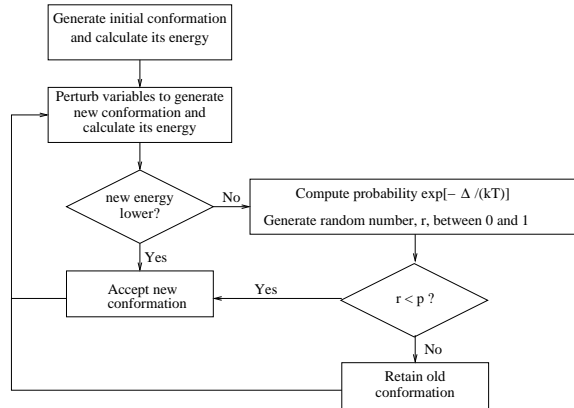 Generate initial conformation
and calculate its energy
Perturb variables to generate
new conformation and
calculate its energy
new energy
lower?
No
Compute probability exp[− Δ /(kT)]
Generate random number, r, between 0 and 1
Yes
Accept new
conformation
Yes
r < p ?
No
Retain old
conformation